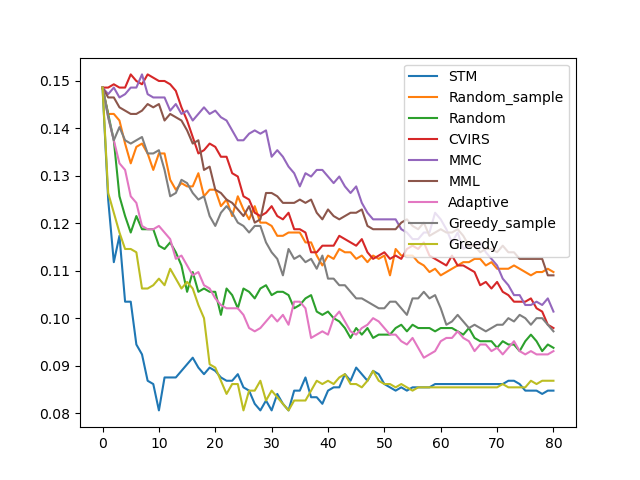 0.15
0.14
0.13
0.12
0.11
0.10
0.09
0.08
0 10 20 30 40 50 60 70 80
STM
Random_sample
Random
CVIRS
MMC
MML
Adaptive
Greedy_sample
Greedy